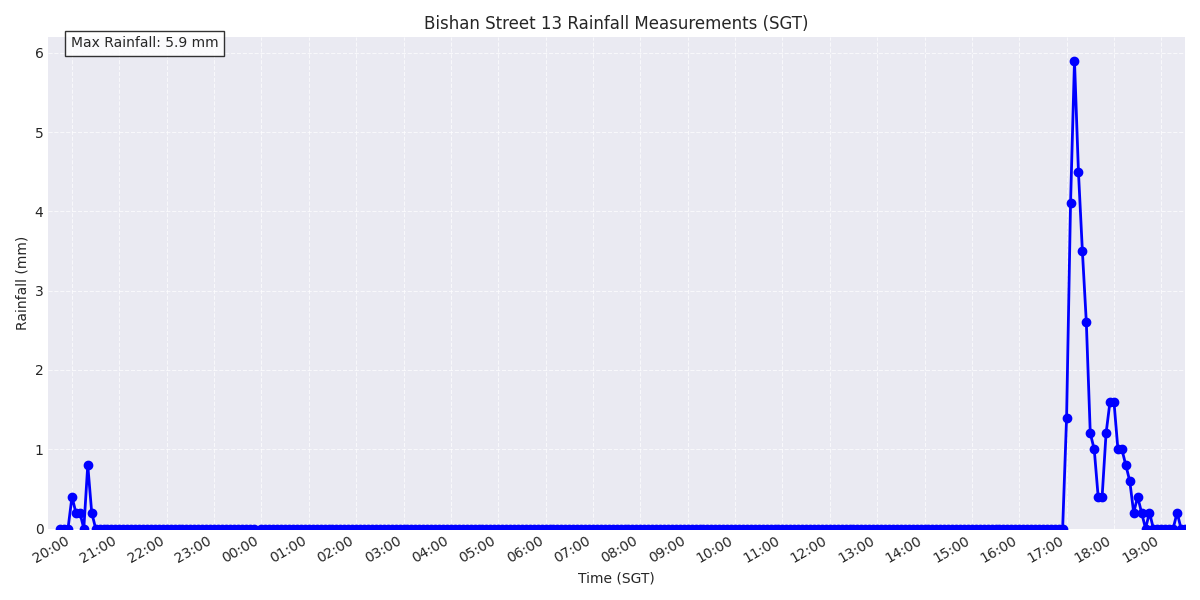 Bishan Street 13 Rainfall Measurements (SGT)
Max Rainfall: 5.9 mm
Rainfall (mm)
6
5
4
3
2
1
0
20:00 21:00 22:00 23:00 00:00 01:00 02:00 03:00 04:00 05:00 06:00 07:00 08:00 09:00 10:00 11:00 12:00 13:00 14:00 15:00 16:00 17:00 18:00 19:00
Time (SGT)